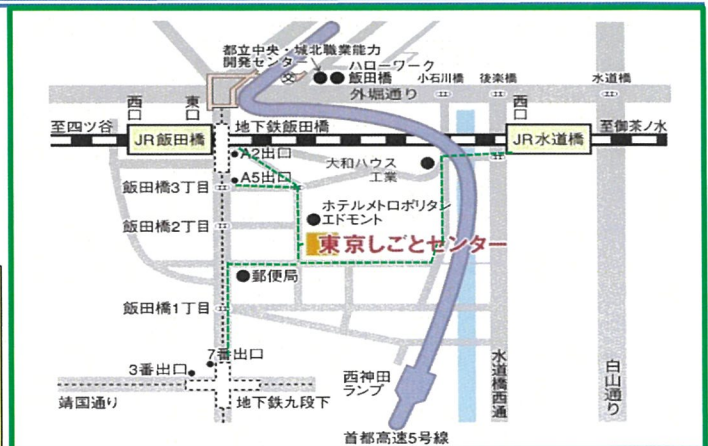 都立中央・城北職業能力
開発センター
ハローワーク
飯田橋
小石川橋
後楽橋
水道橋
外堀通り
西口
東口
西口
至四ツ谷
JR飯田橋
地下鉄飯田橋
JR水道橋
至御茶ノ水
A2出口
大和ハウス
工業
A5出口
飯田橋3丁目
ホテルメトロポリタン
エドモント
飯田橋2丁目
東京しごとセンター
郵便局
飯田橋1丁目
7番出口
3番出口
西神田
ランプ
水道橋西通
白山通り
靖国通り
地下鉄九段下
首都高速5号線